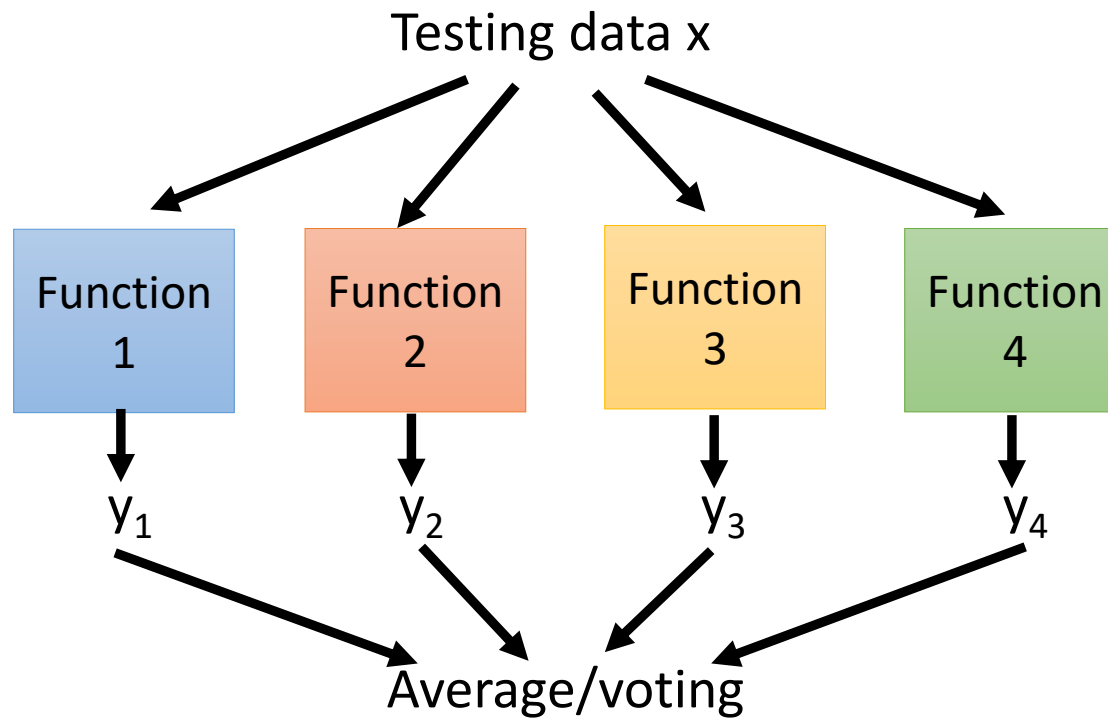 Testing data x
Function
1
Function
2
Function
3
Function
4
y1
y2
y3
y4
Average/voting